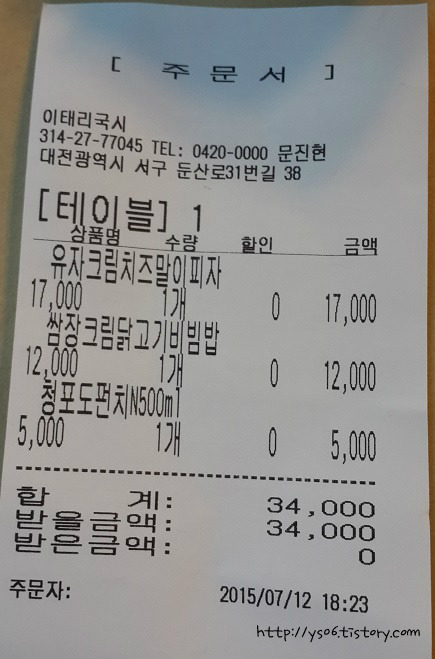 [ 주 문 서 ]
이태리국시
314-27-77045 TEL: 0420-0000 문진현
대전광역시 서구 둔산로31번길 38
[테이블] 1
상품명 수량 할인 금액
유자크림치즈말이피자
17,000 1개 0 17,000
쌈장크림닭고기비빔밥
12,000 1개 0 12,000
청포도펀치N500ml
5,000 1개 0 5,000
합 계: 34,000
받을금액: 34,000
받은금액: 0
주문자: 2015/07/12 18:23
http://yso6.tistory.com